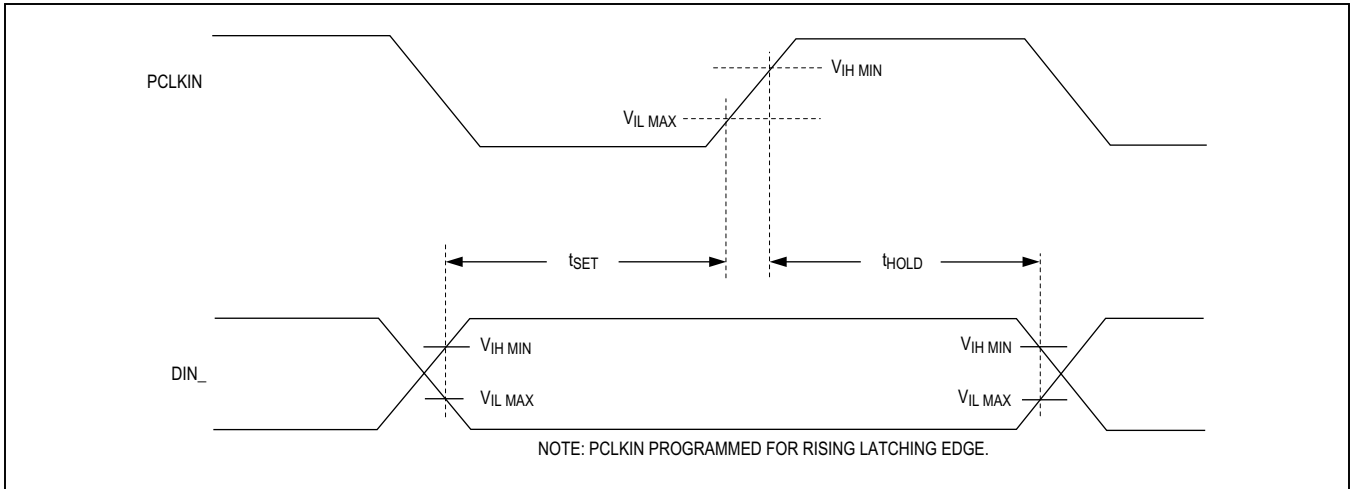 PCLKIN
VIH MIN
VIL MAX
tSET
tHOLD
DIN_
VIH MIN
VIH MIN
VIL MAX
VIL MAX
NOTE: PCLKIN PROGRAMMED FOR RISING LATCHING EDGE.